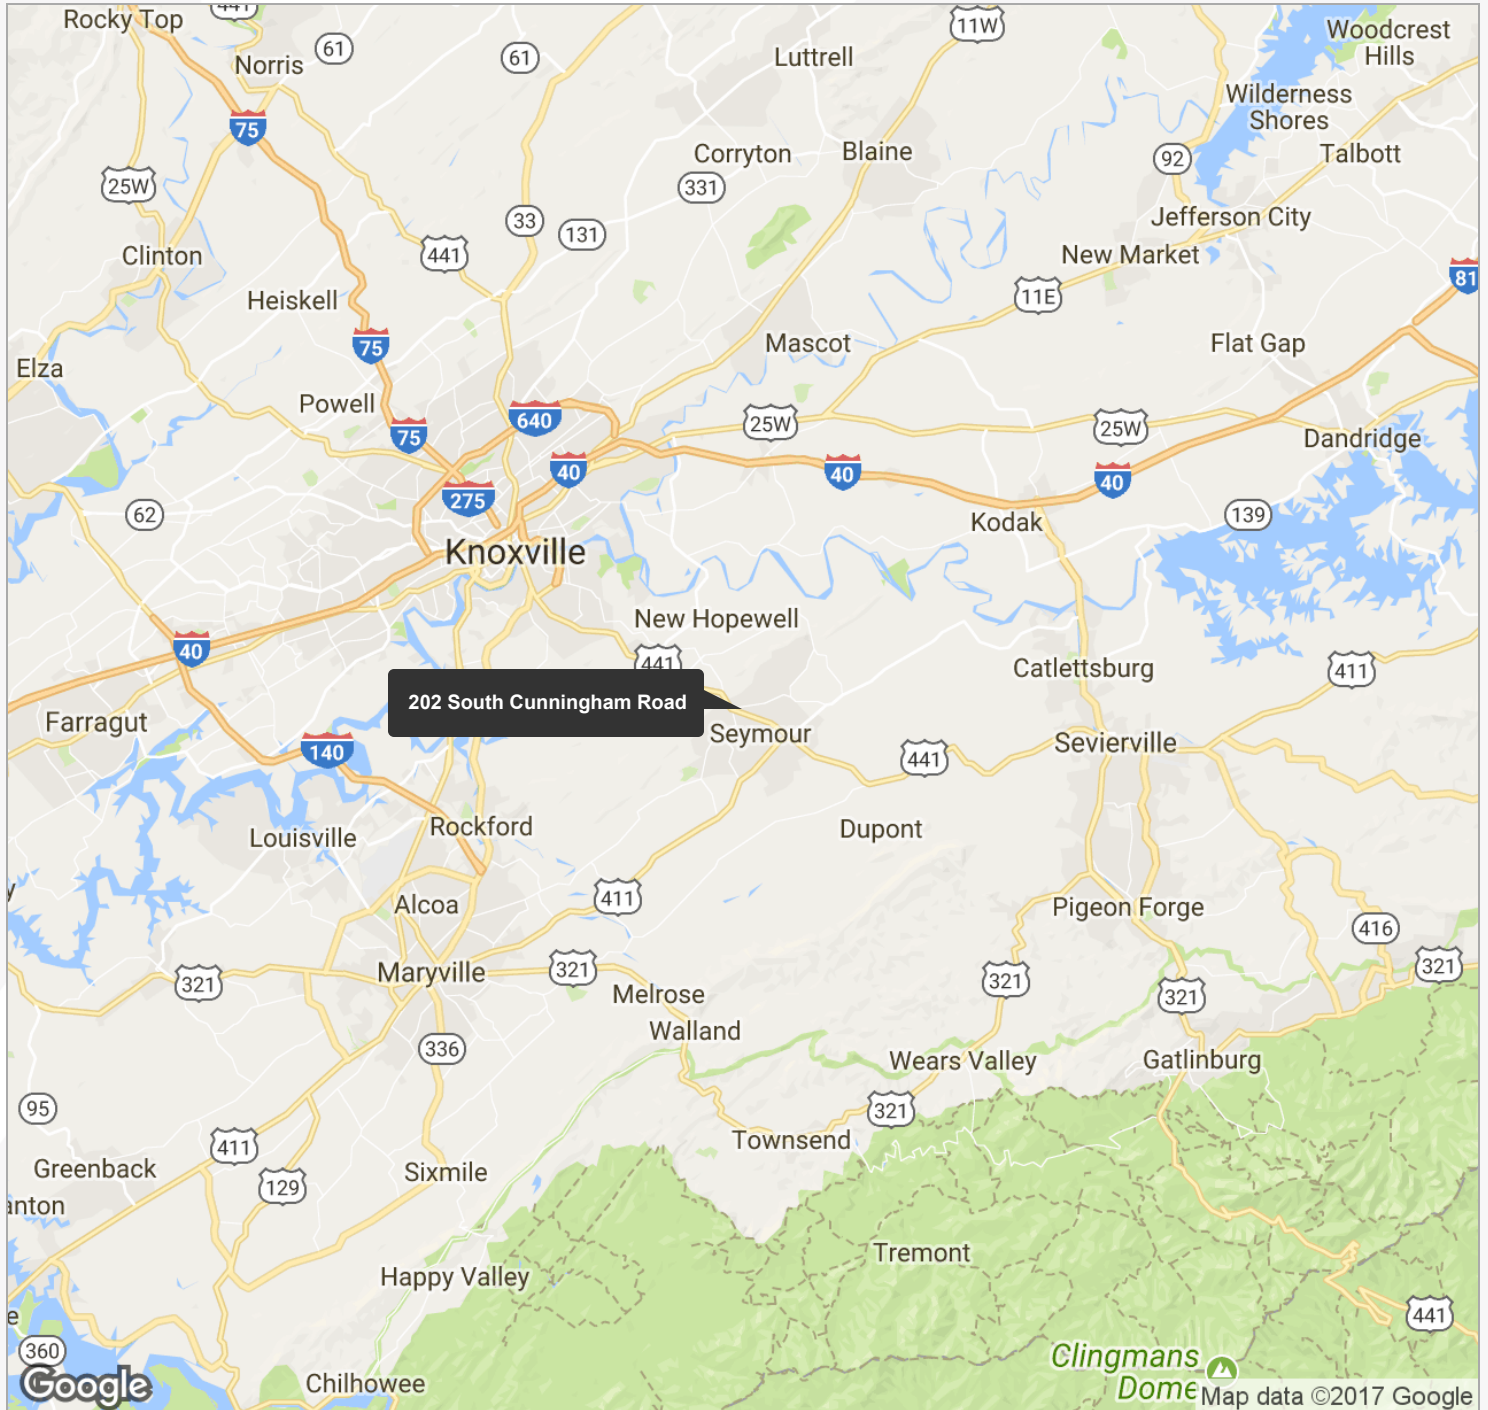 441
Rocky Top
61
61
11W
Woodcrest
Hills
Norris
Luttrell
75
Wilderness
Shores
Corryton
Blaine
92
Talbott
25W
331
33
131
Jefferson City
441
New Market
Clinton
81
Heiskell
11E
75
Mascot
Flat Gap
Elza
Powell
640
75
25W
25W
Dandridge
40
40
40
275
62
139
Kodak
Knoxville
New Hopewell
40
441
Catlettsburg
411
202 South Cunningham Road
Farragut
Seymour
Sevierville
140
441
Rockford
Louisville
Dupont
y
411
Alcoa
Pigeon Forge
416
Maryville
321
321
321
321
321
Melrose
Walland
336
Wears Valley
Gatlinburg
95
321
411
Townsend
Greenback
Sixmile
129
anton
Tremont
Happy Valley
e
441
360
Clingmans
Dome
Chilhowee
Google
Map data ©2017 Google